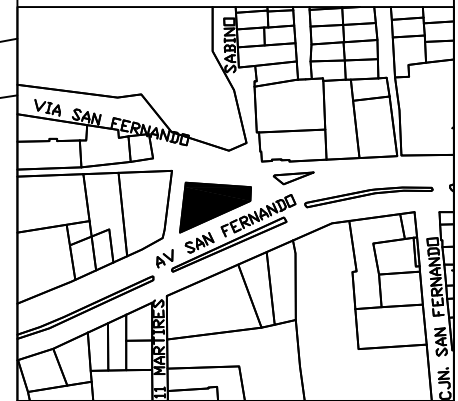 SABINO
VIA SAN FERNANDO
AV SAN FERNANDO
11 MARTIRES
CJN. SAN FERNANDO